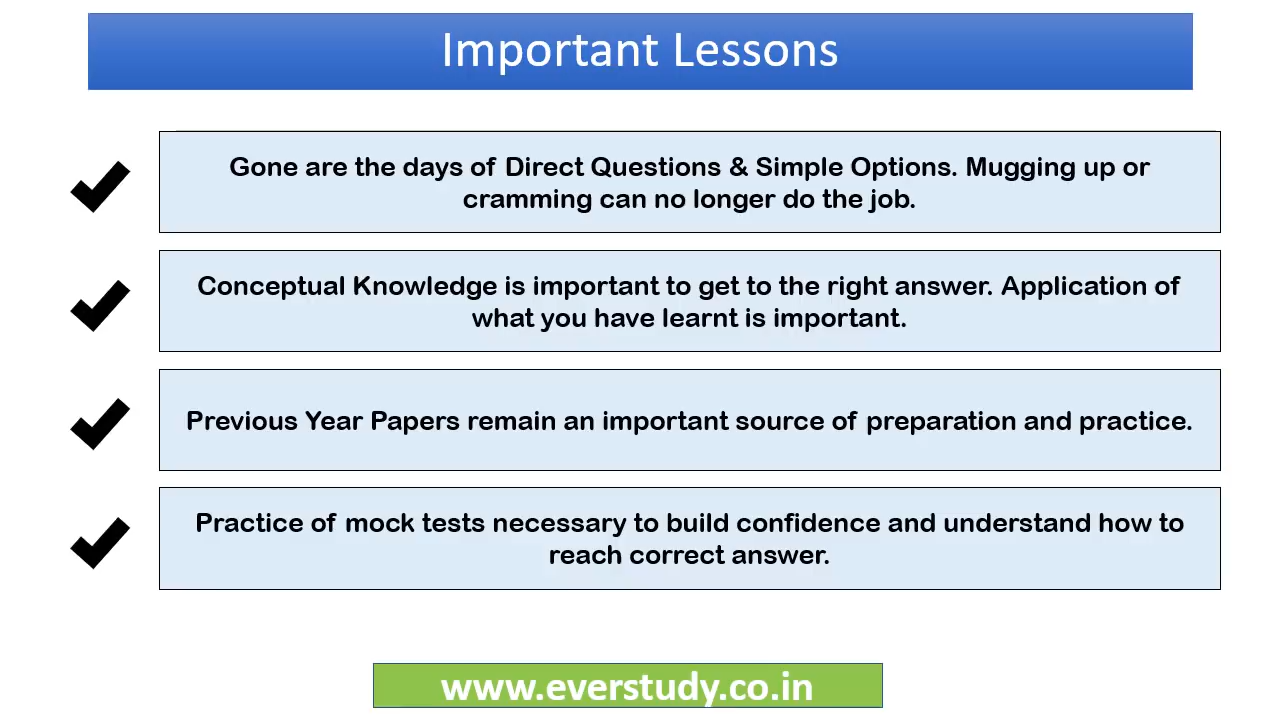 Important Lessons
Gone are the days of Direct Questions & Simple Options. Mugging up or
cramming can no longer do the job.
Conceptual Knowledge is important to get to the right answer. Application of
what you have learnt is important.
Previous Year Papers remain an important source of preparation and practice.
Practice of mock tests necessary to build confidence and understand how to
reach correct answer.
www.everstudy.co.in